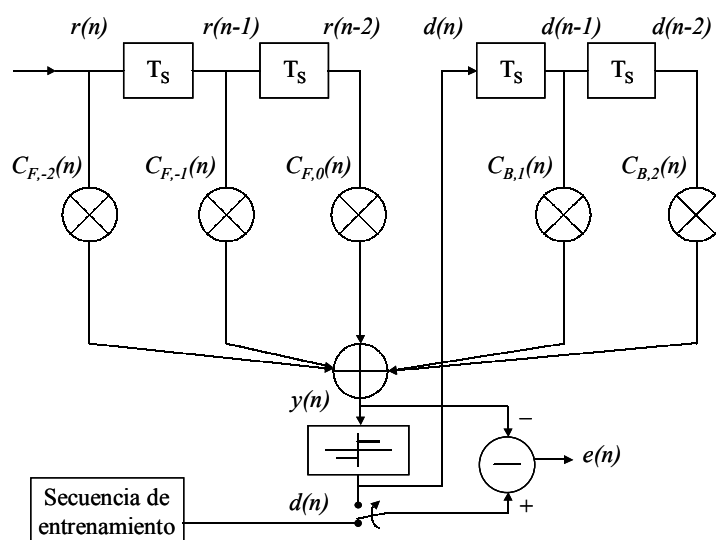 r(n) r(n-1) r(n-2) d(n) d(n-1) d(n-2)
T_S T_S T_S T_S
C_{F,-2}(n) C_{F,-1}(n) C_{F,0}(n) C_{B,1}(n) C_{B,2}(n)
y(n)
–
e(n)
+
d(n)
Secuencia de
entrenamiento